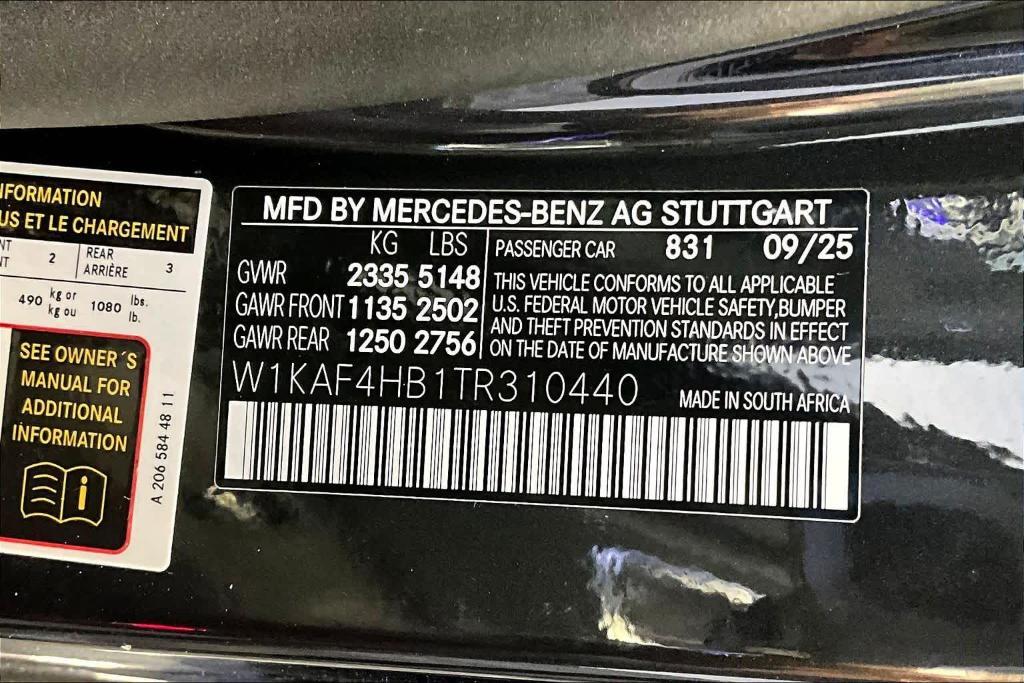 NFORMATION
US ET LE CHARGEMENT
NT 2 REAR 3
NT ARRIÈRE
490 kg or 1080 lbs.
kg ou lb.
SEE OWNER´S
MANUAL FOR
ADDITIONAL
INFORMATION
A 206 584 48 11
MFD BY MERCEDES-BENZ AG STUTTGART
KG LBS
GVWR 2335 5148
GAWR FRONT 1135 2502
GAWR REAR 1250 2756
PASSENGER CAR 831 09/25
THIS VEHICLE CONFORMS TO ALL APPLICABLE
U.S. FEDERAL MOTOR VEHICLE SAFETY,BUMPER
AND THEFT PREVENTION STANDARDS IN EFFECT
ON THE DATE OF MANUFACTURE SHOWN ABOVE
W1KAF4HB1TR310440
MADE IN SOUTH AFRICA